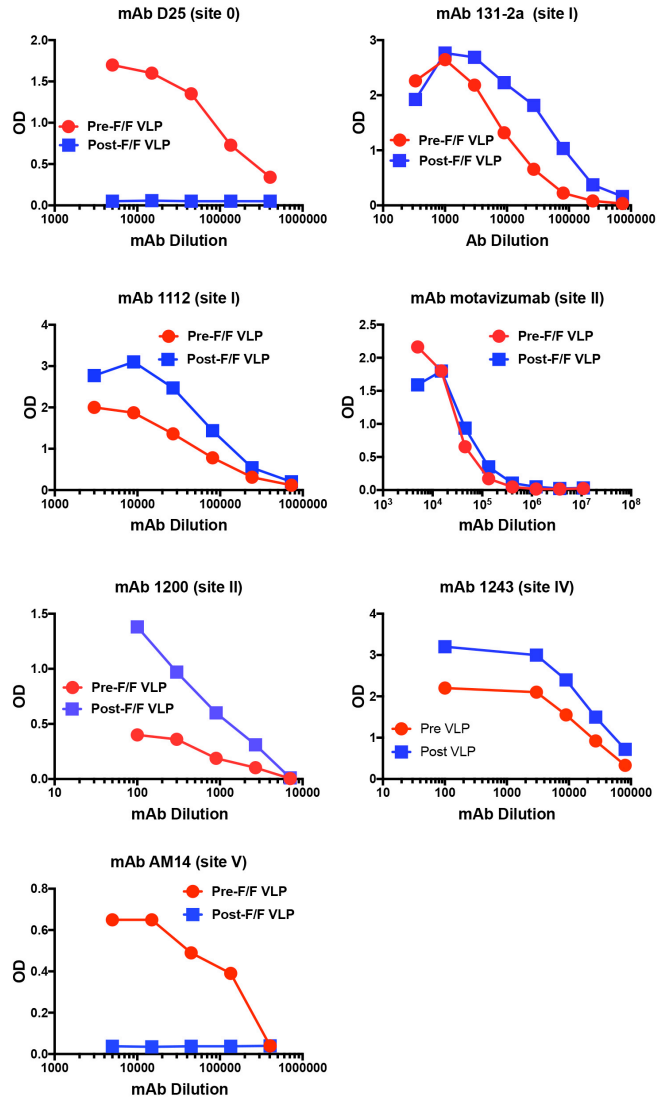 mAb D25 (site 0)
2.0
1.5
1.0
0.5
0.0
OD
Pre-F/F VLP
Post-F/F VLP
1000
10000
100000
1000000
mAb Dilution
mAb 131-2a (site I)
3
2
1
0
OD
Pre-F/F VLP
Post-F/F VLP
100
1000
10000
100000
1000000
Ab Dilution
mAb 1112 (site I)
4
3
2
1
0
OD
Pre-F/F VLP
Post-F/F VLP
1000
10000
100000
1000000
mAb Dilution
mAb motavizumab (site II)
2.5
2.0
1.5
1.0
0.5
0.0
OD
Pre-F/F VLP
Post-F/F VLP
10³
10⁴
10⁵
10⁶
10⁷
10⁸
mAb Dilution
mAb 1200 (site II)
1.5
1.0
0.5
0.0
OD
Pre-F/F VLP
Post-F/F VLP
10
100
1000
10000
mAb Dilution
mAb 1243 (site IV)
4
3
2
1
0
OD
Pre VLP
Post VLP
10
100
1000
10000
100000
mAb Dilution
mAb AM14 (site V)
0.8
0.6
0.4
0.2
0.0
OD
Pre-F/F VLP
Post-F/F VLP
1000
10000
100000
1000000
mAb Dilution